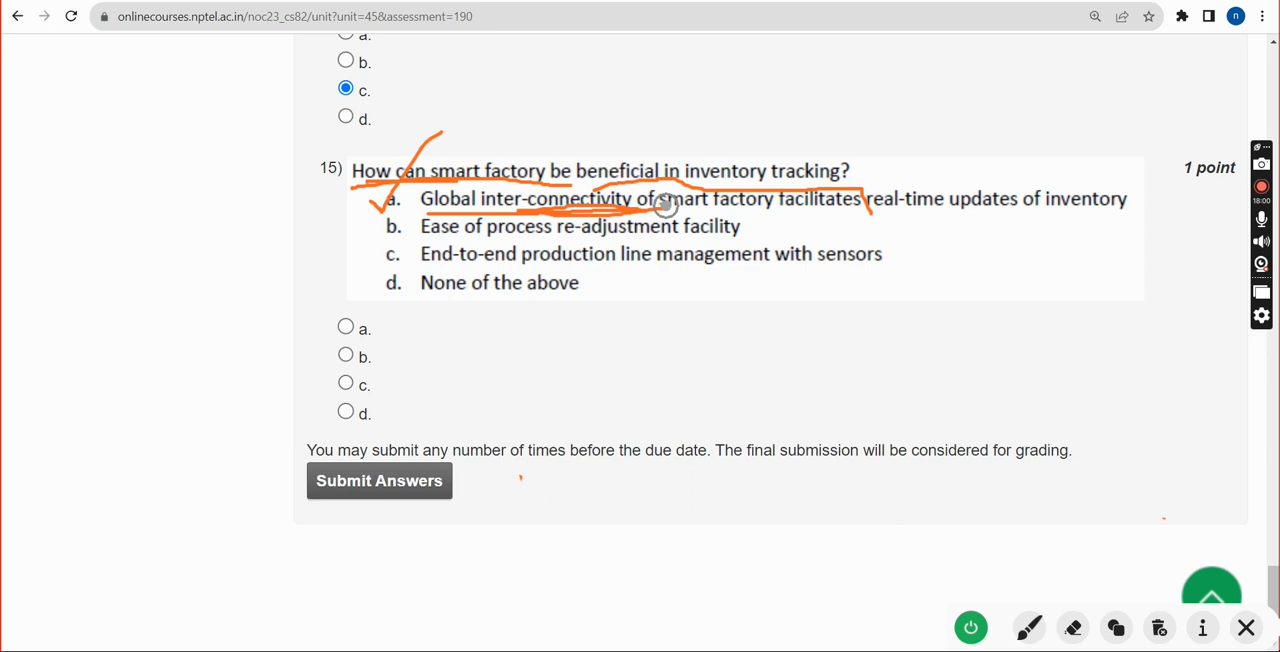 onlinecourses.nptel.ac.in/noc23_cs82/unit?unit=45&assessment=190
n
a.
b.
c.
d.
15) How can smart factory be beneficial in inventory tracking? 1 point
a. Global inter-connectivity of smart factory facilitates real-time updates of inventory
b. Ease of process re-adjustment facility
c. End-to-end production line management with sensors
d. None of the above
a.
b.
c.
d.
You may submit any number of times before the due date. The final submission will be considered for grading.
Submit Answers
18:00